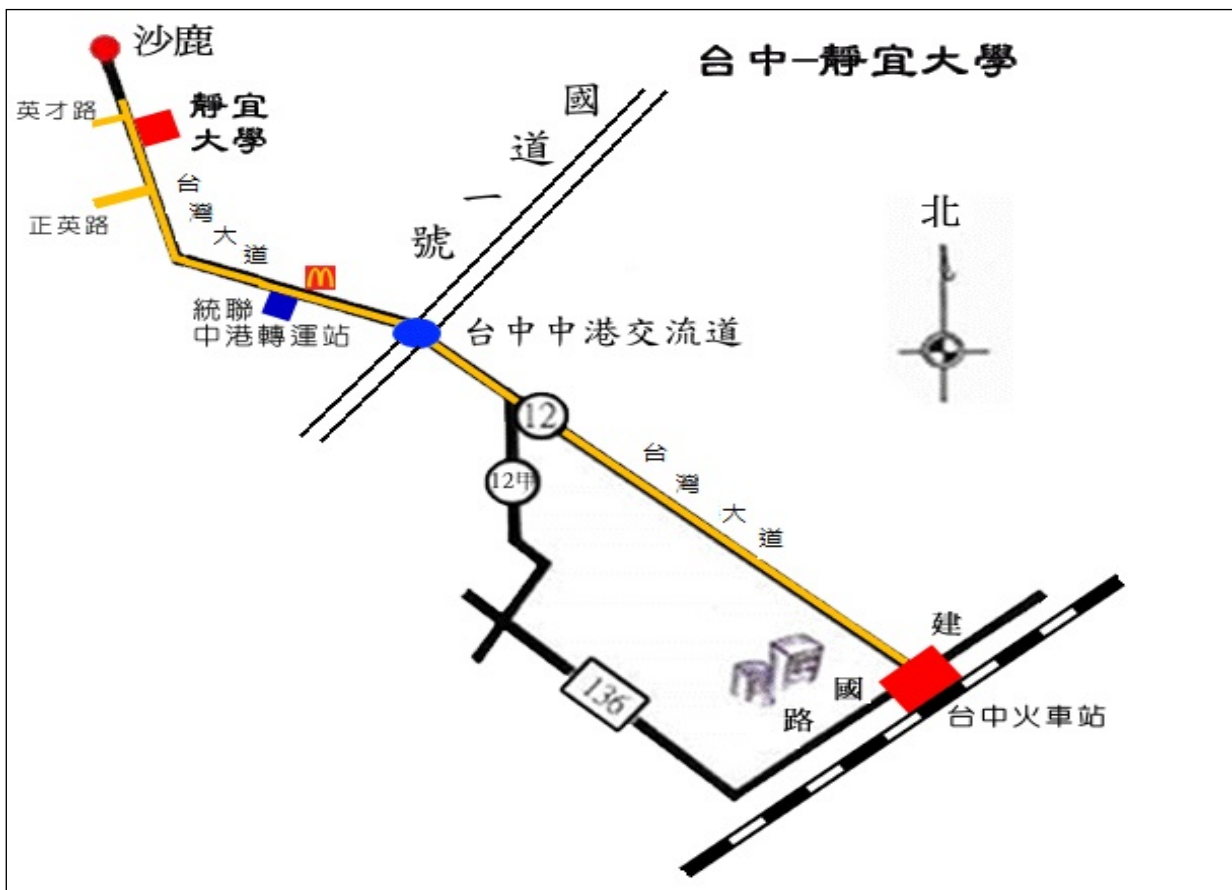 沙鹿
台中-靜宜大學
英才路
靜宜
大學
國道一號
台灣大道
正英路
北
統聯
中港轉運站
台中中港交流道
12
12甲
台灣大道
136
建國路
台中火車站